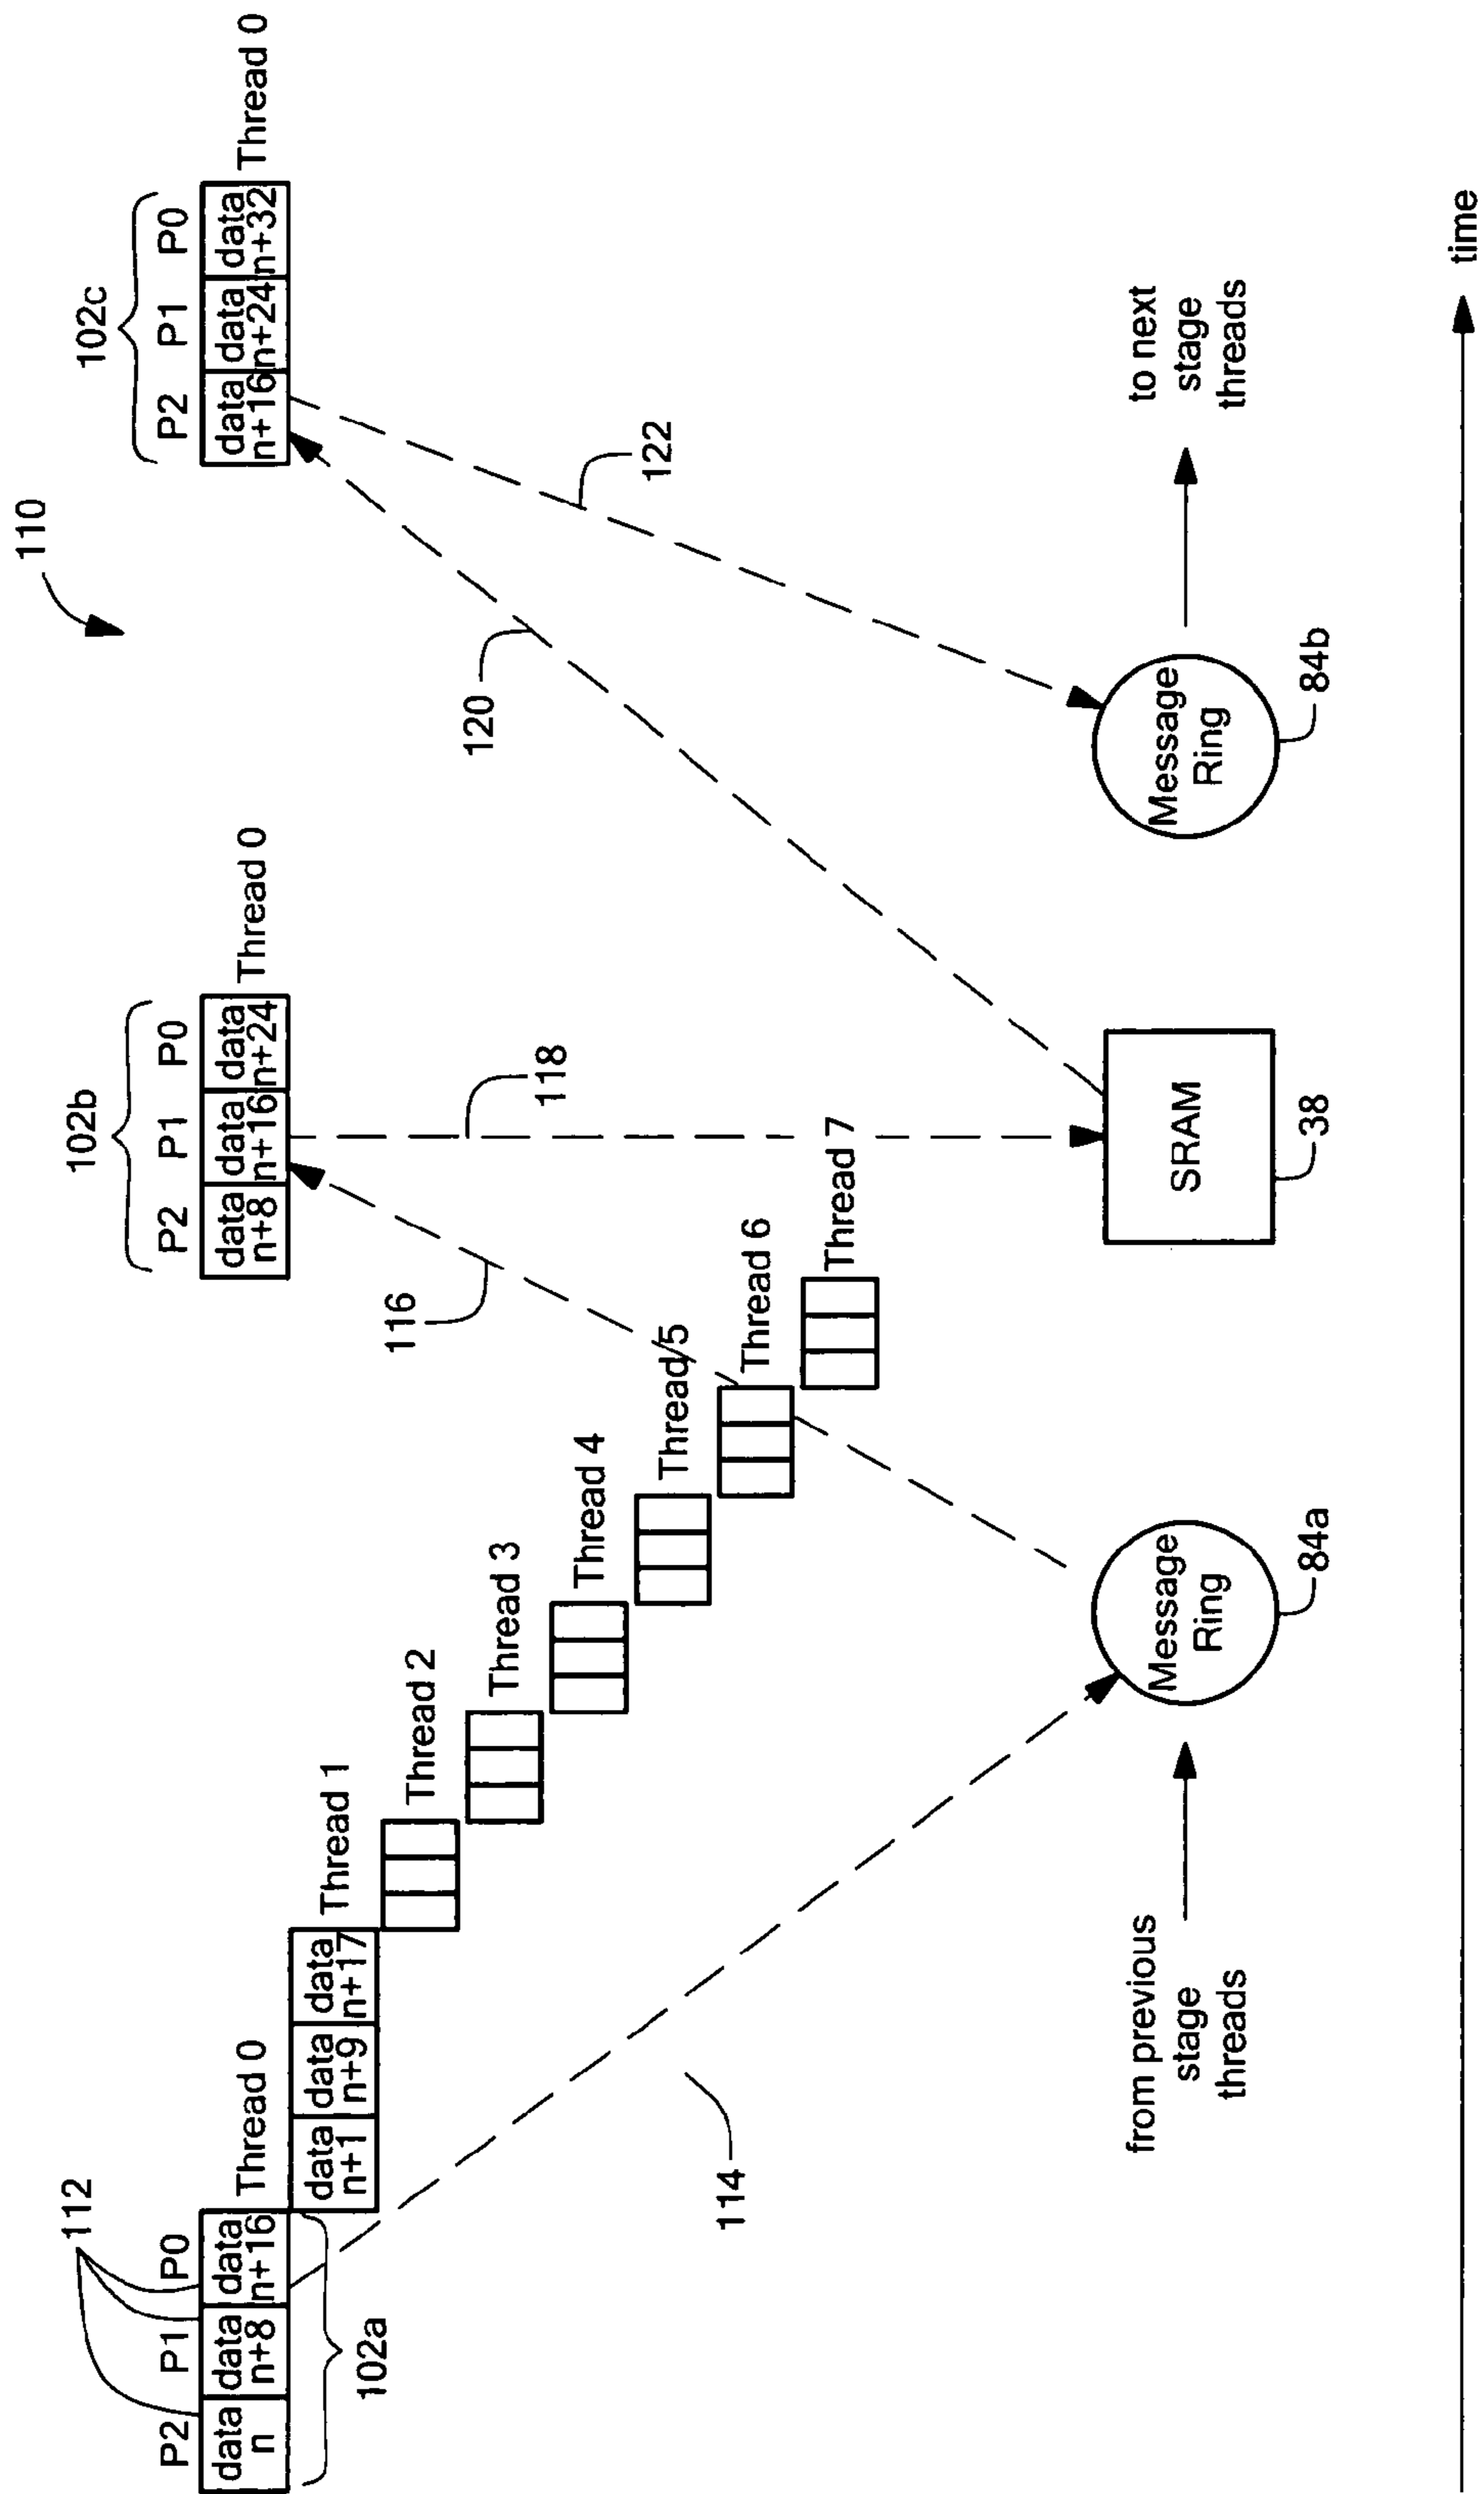 110
112
P2 P1 P0
data n
data n+8
data n+16
Thread 0
102a
data n+1
data n+9
data n+17
Thread 1
Thread 2
Thread 3
Thread 4
Thread 5
Thread 6
Thread 7
102b
P2 P1 P0
data n+8
data n+16
data n+24
Thread 0
102c
P2 P1 P0
data n+16
data n+24
data n+32
Thread 0
114
116
118
120
122
from previous
stage
threads
Message
Ring
84a
SRAM
38
Message
Ring
84b
to next
stage
threads
time